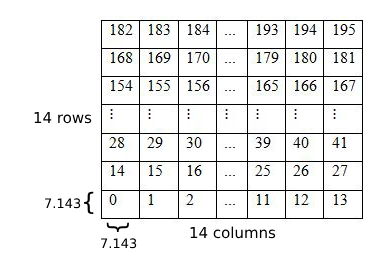 182 183 184 ... 193 194 195
168 169 170 ... 179 180 181
154 155 156 ... 165 166 167
14 rows ⋮ ⋮ ⋮ ⋮ ⋮ ⋮ ⋮
28 29 30 ... 39 40 41
14 15 16 ... 25 26 27
7.143{ 0 1 2 ... 11 12 13
7.143
14 columns